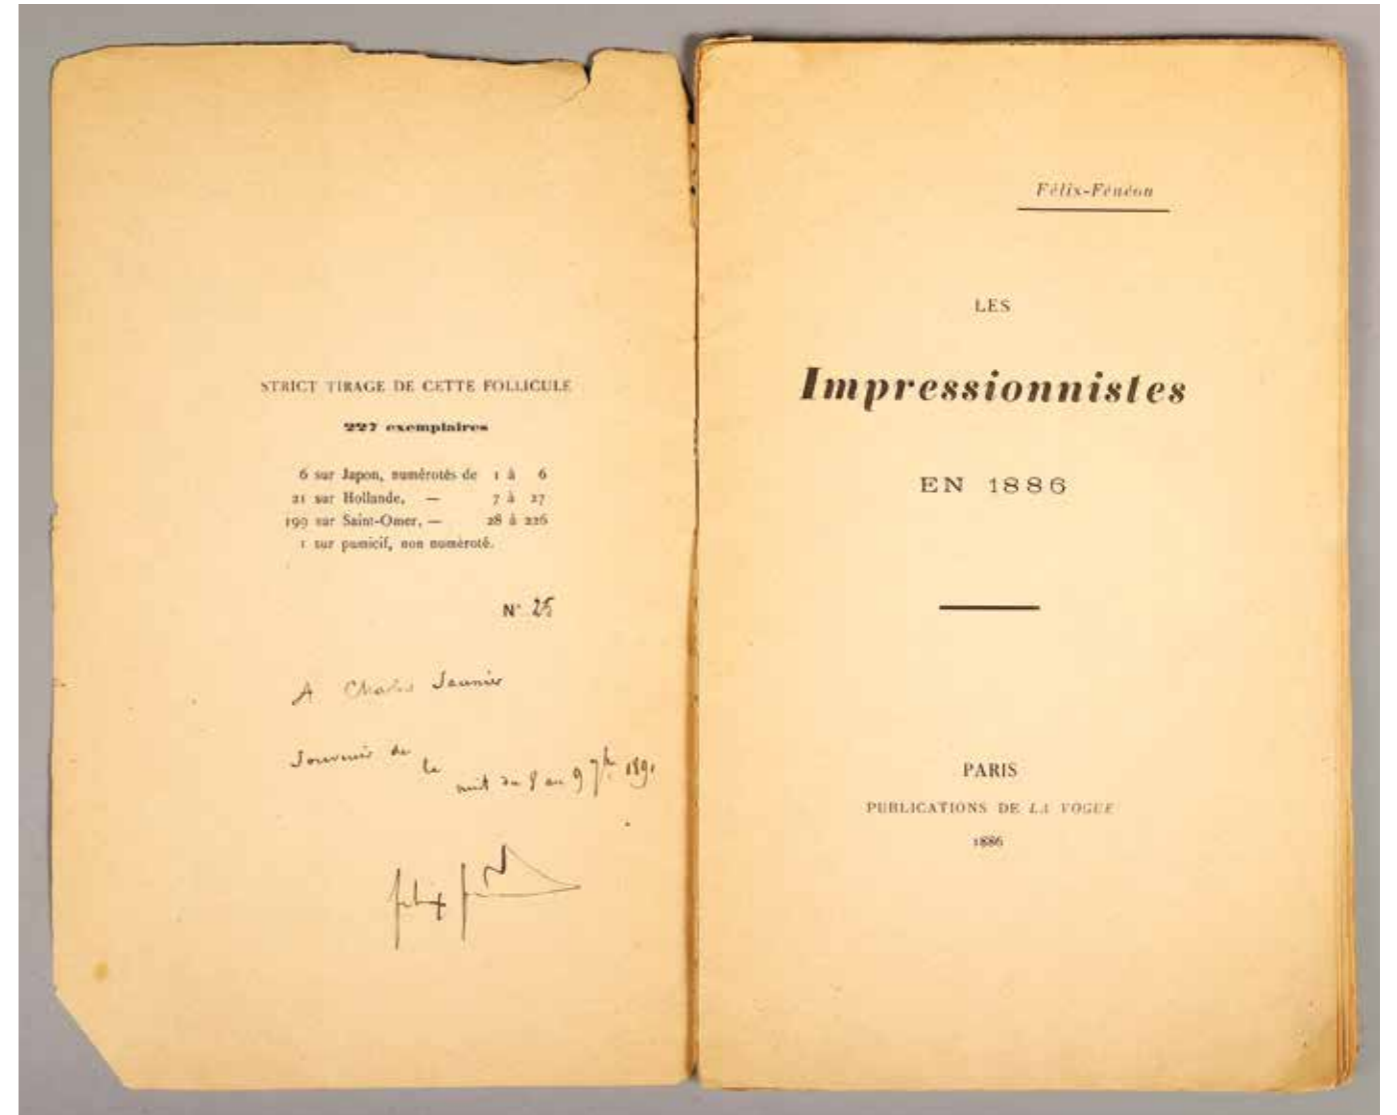 STRICT TIRAGE DE CETTE FOLLICULE
227 exemplaires
6 sur Japon, numérotés de 1 à 6
21 sur Hollande, — 7 à 27
199 sur Saint-Omer, — 28 à 226
1 sur pumicif, non numéroté.
N° 25
A Charles Saunier
Souvenir de la nuit du 8 au 9 7bre 1891
félix
Félix-Fénéon
LES
Impressionnistes
EN 1886
PARIS
PUBLICATIONS DE LA VOGUE
1886